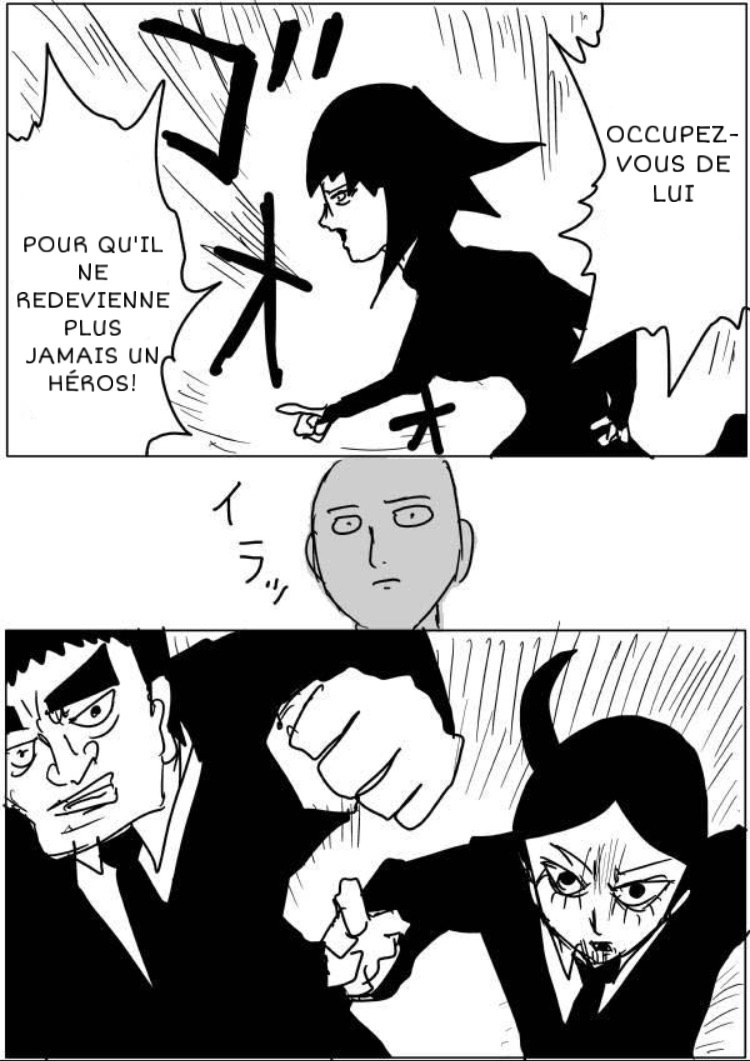 OCCUPEZ-
VOUS DE
LUI
POUR QU'IL
NE
REDEVIENNE
PLUS
JAMAIS UN
HÉROS!
ゴオオ
イラッ